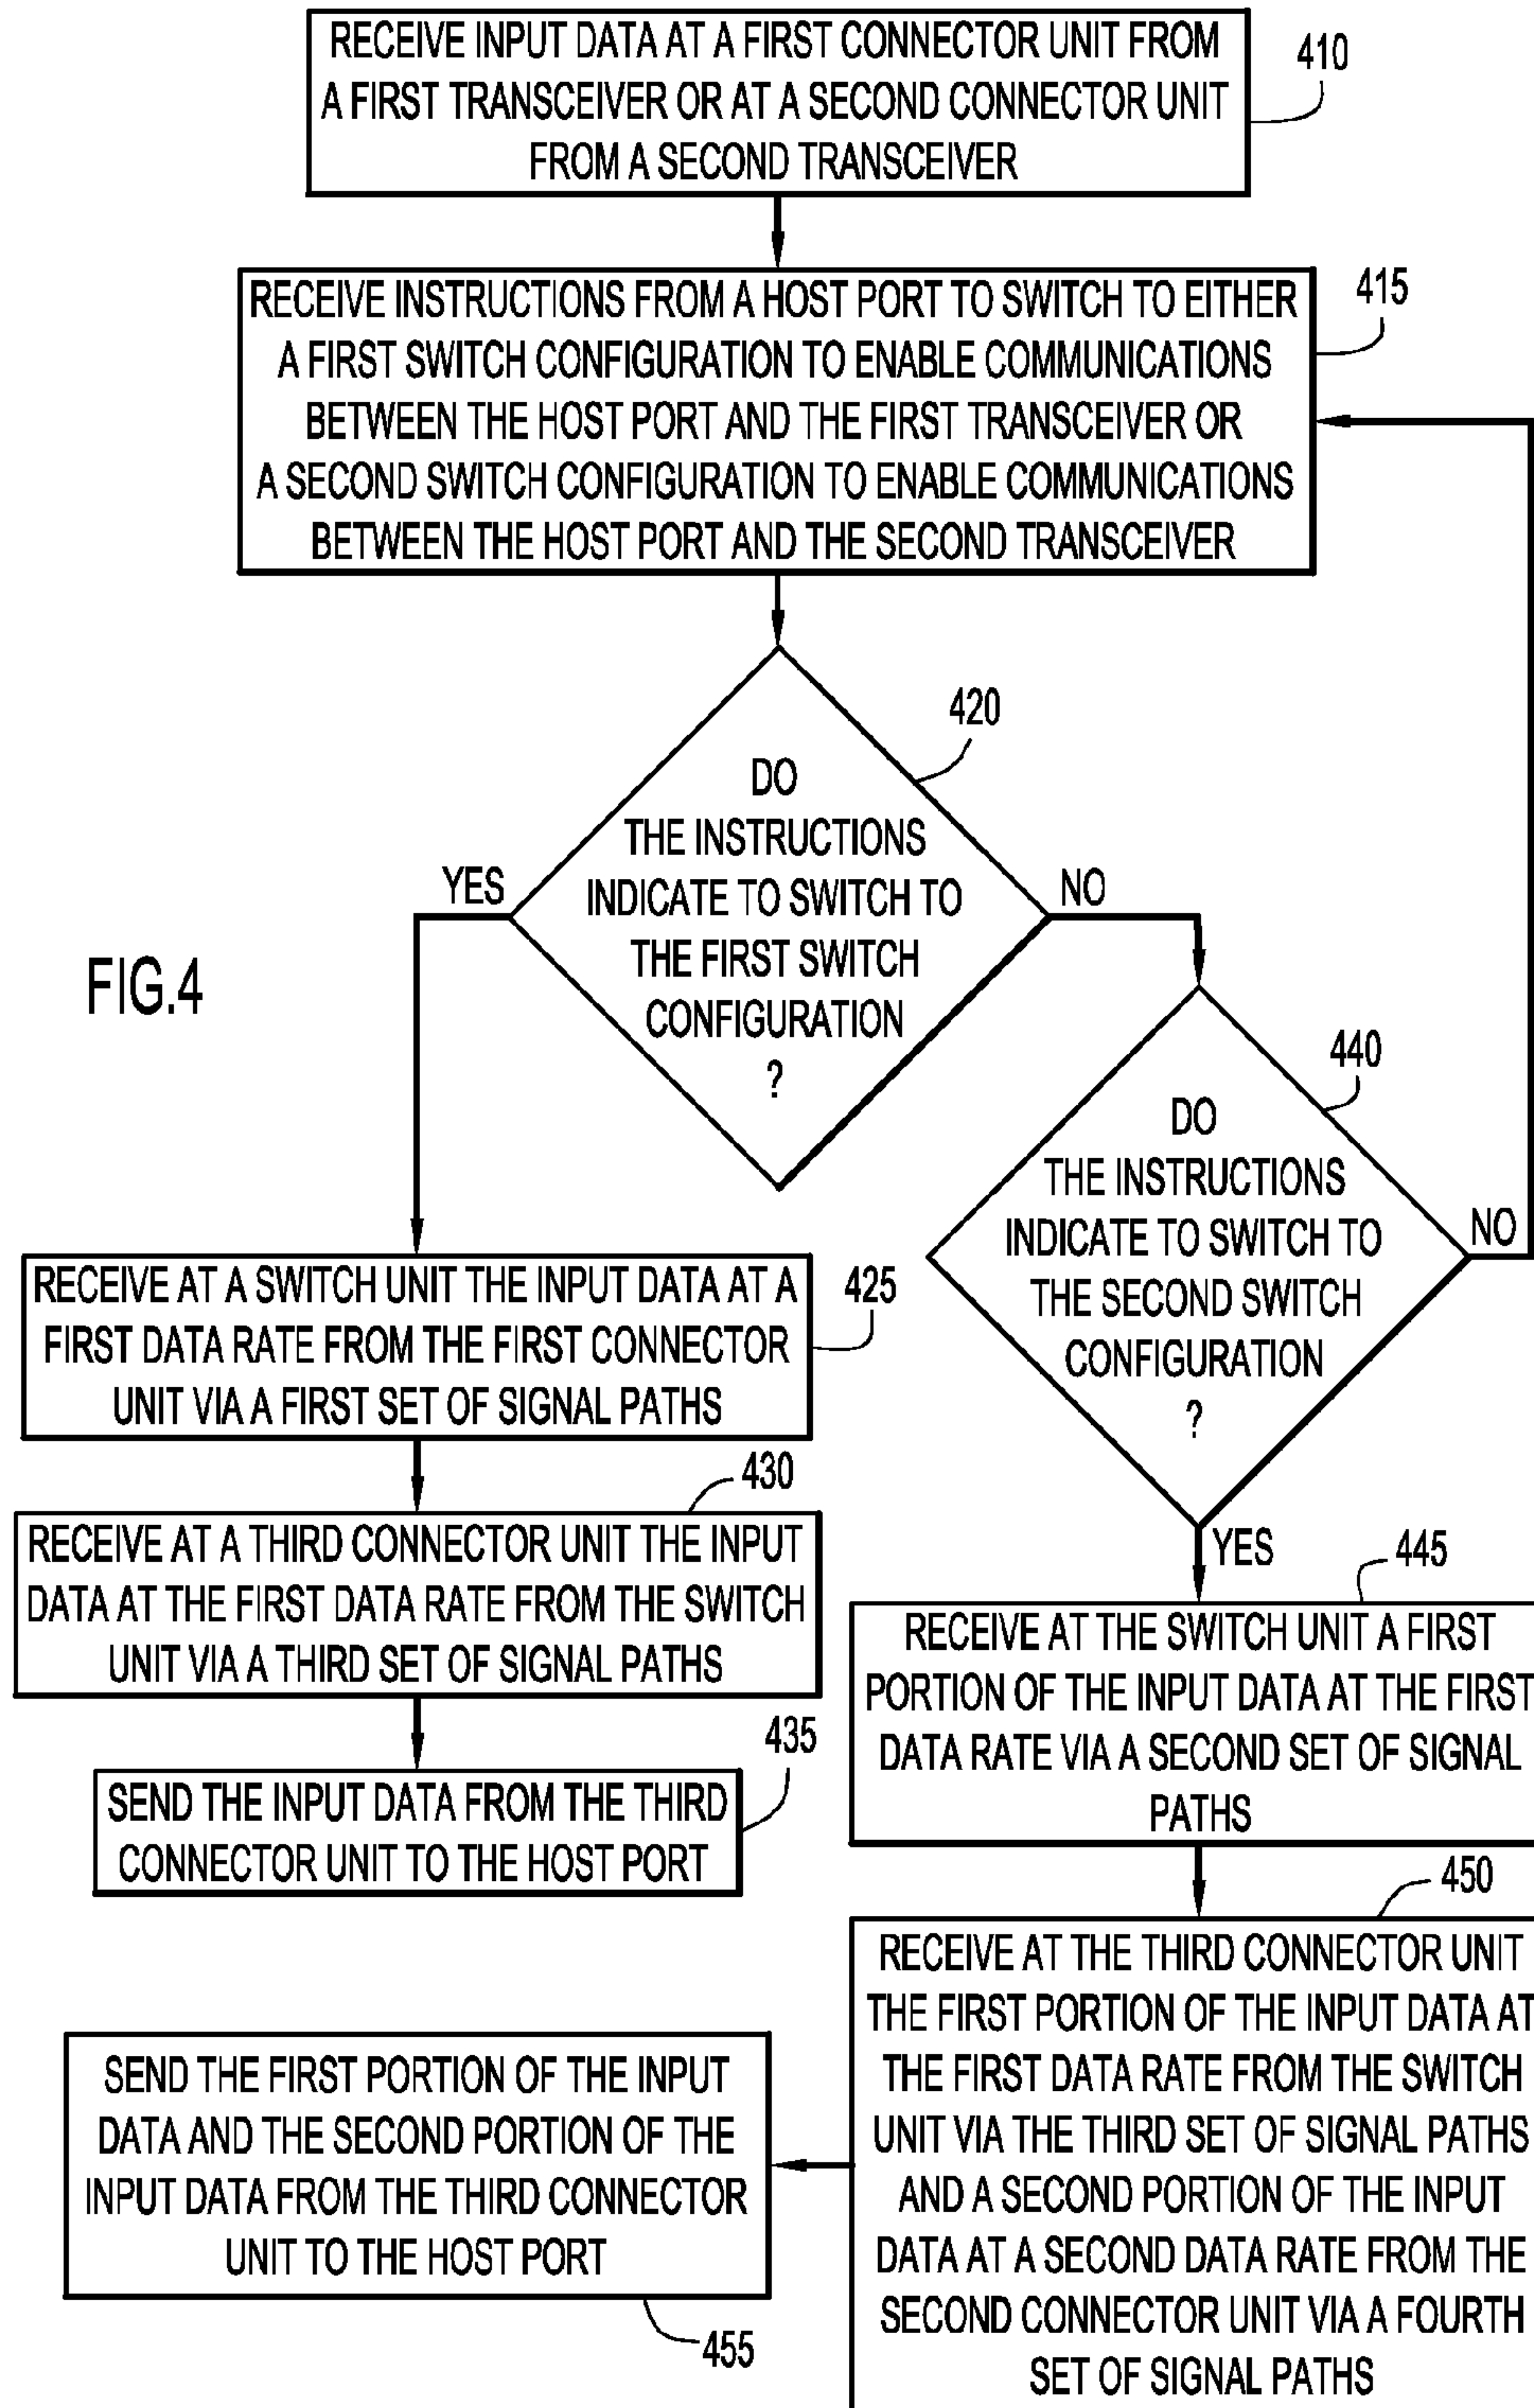 RECEIVE INPUT DATA AT A FIRST CONNECTOR UNIT FROM
A FIRST TRANSCEIVER OR AT A SECOND CONNECTOR UNIT
FROM A SECOND TRANSCEIVER
410
RECEIVE INSTRUCTIONS FROM A HOST PORT TO SWITCH TO EITHER
A FIRST SWITCH CONFIGURATION TO ENABLE COMMUNICATIONS
BETWEEN THE HOST PORT AND THE FIRST TRANSCEIVER OR
A SECOND SWITCH CONFIGURATION TO ENABLE COMMUNICATIONS
BETWEEN THE HOST PORT AND THE SECOND TRANSCEIVER
415
420
DO
THE INSTRUCTIONS
INDICATE TO SWITCH TO
THE FIRST SWITCH
CONFIGURATION
?
YES
NO
FIG.4
440
DO
THE INSTRUCTIONS
INDICATE TO SWITCH TO
THE SECOND SWITCH
CONFIGURATION
?
NO
YES
RECEIVE AT A SWITCH UNIT THE INPUT DATA AT A
FIRST DATA RATE FROM THE FIRST CONNECTOR
UNIT VIA A FIRST SET OF SIGNAL PATHS
425
430
RECEIVE AT A THIRD CONNECTOR UNIT THE INPUT
DATA AT THE FIRST DATA RATE FROM THE SWITCH
UNIT VIA A THIRD SET OF SIGNAL PATHS
435
SEND THE INPUT DATA FROM THE THIRD
CONNECTOR UNIT TO THE HOST PORT
445
RECEIVE AT THE SWITCH UNIT A FIRST
PORTION OF THE INPUT DATA AT THE FIRST
DATA RATE VIA A SECOND SET OF SIGNAL
PATHS
450
RECEIVE AT THE THIRD CONNECTOR UNIT
THE FIRST PORTION OF THE INPUT DATA AT
THE FIRST DATA RATE FROM THE SWITCH
UNIT VIA THE THIRD SET OF SIGNAL PATHS
AND A SECOND PORTION OF THE INPUT
DATA AT A SECOND DATA RATE FROM THE
SECOND CONNECTOR UNIT VIA A FOURTH
SET OF SIGNAL PATHS
SEND THE FIRST PORTION OF THE INPUT
DATA AND THE SECOND PORTION OF THE
INPUT DATA FROM THE THIRD CONNECTOR
UNIT TO THE HOST PORT
455